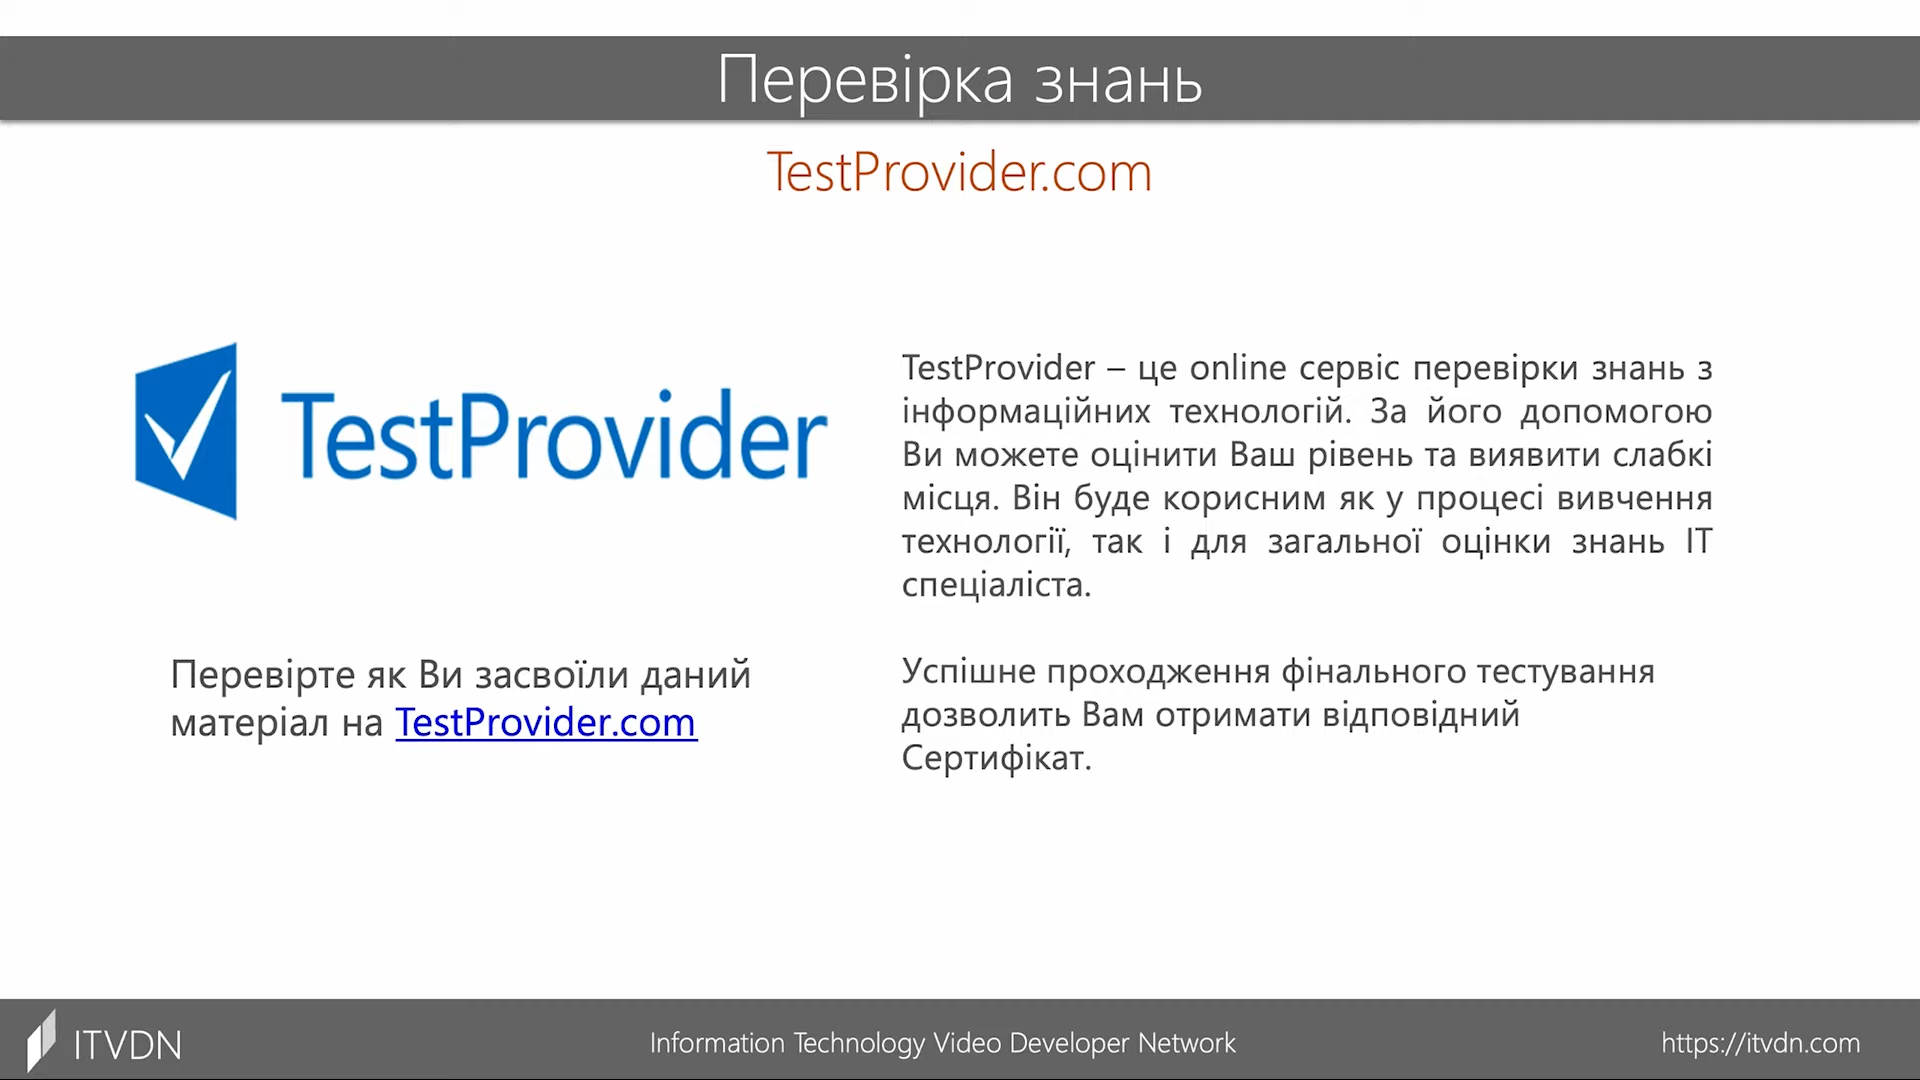 Перевірка знань
TestProvider.com
TestProvider
Перевірте як Ви засвоїли даний
матеріал на TestProvider.com
TestProvider – це online сервіс перевірки знань з
інформаційних технологій. За його допомогою
Ви можете оцінити Ваш рівень та виявити слабкі
місця. Він буде корисним як у процесі вивчення
технології, так і для загальної оцінки знань ІТ
спеціаліста.
Успішне проходження фінального тестування
дозволить Вам отримати відповідний
Сертифікат.
ITVDN
Information Technology Video Developer Network
https://itvdn.com